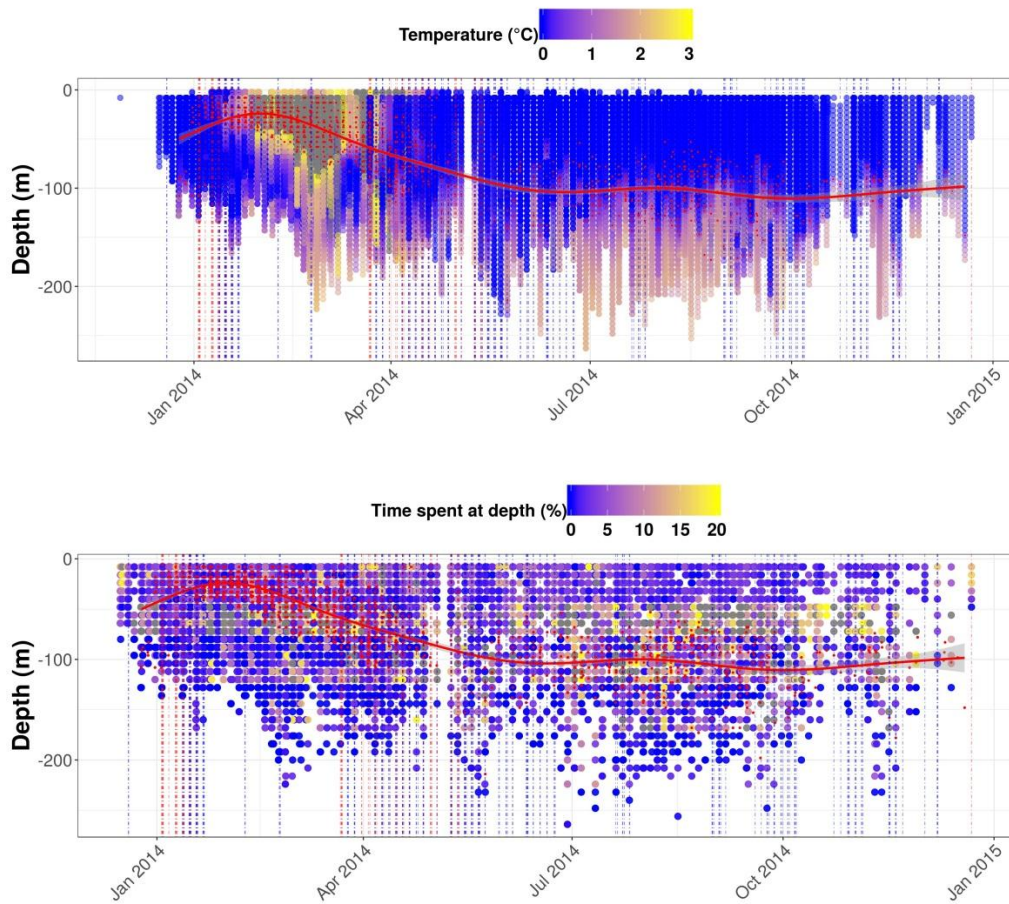 Temperature (°C)
0 1 2 3
Depth (m)
0
-100
-200
Jan 2014
Apr 2014
Jul 2014
Oct 2014
Jan 2015
Time spent at depth (%)
0 5 10 15 20
Depth (m)
0
-100
-200
Jan 2014
Apr 2014
Jul 2014
Oct 2014
Jan 2015